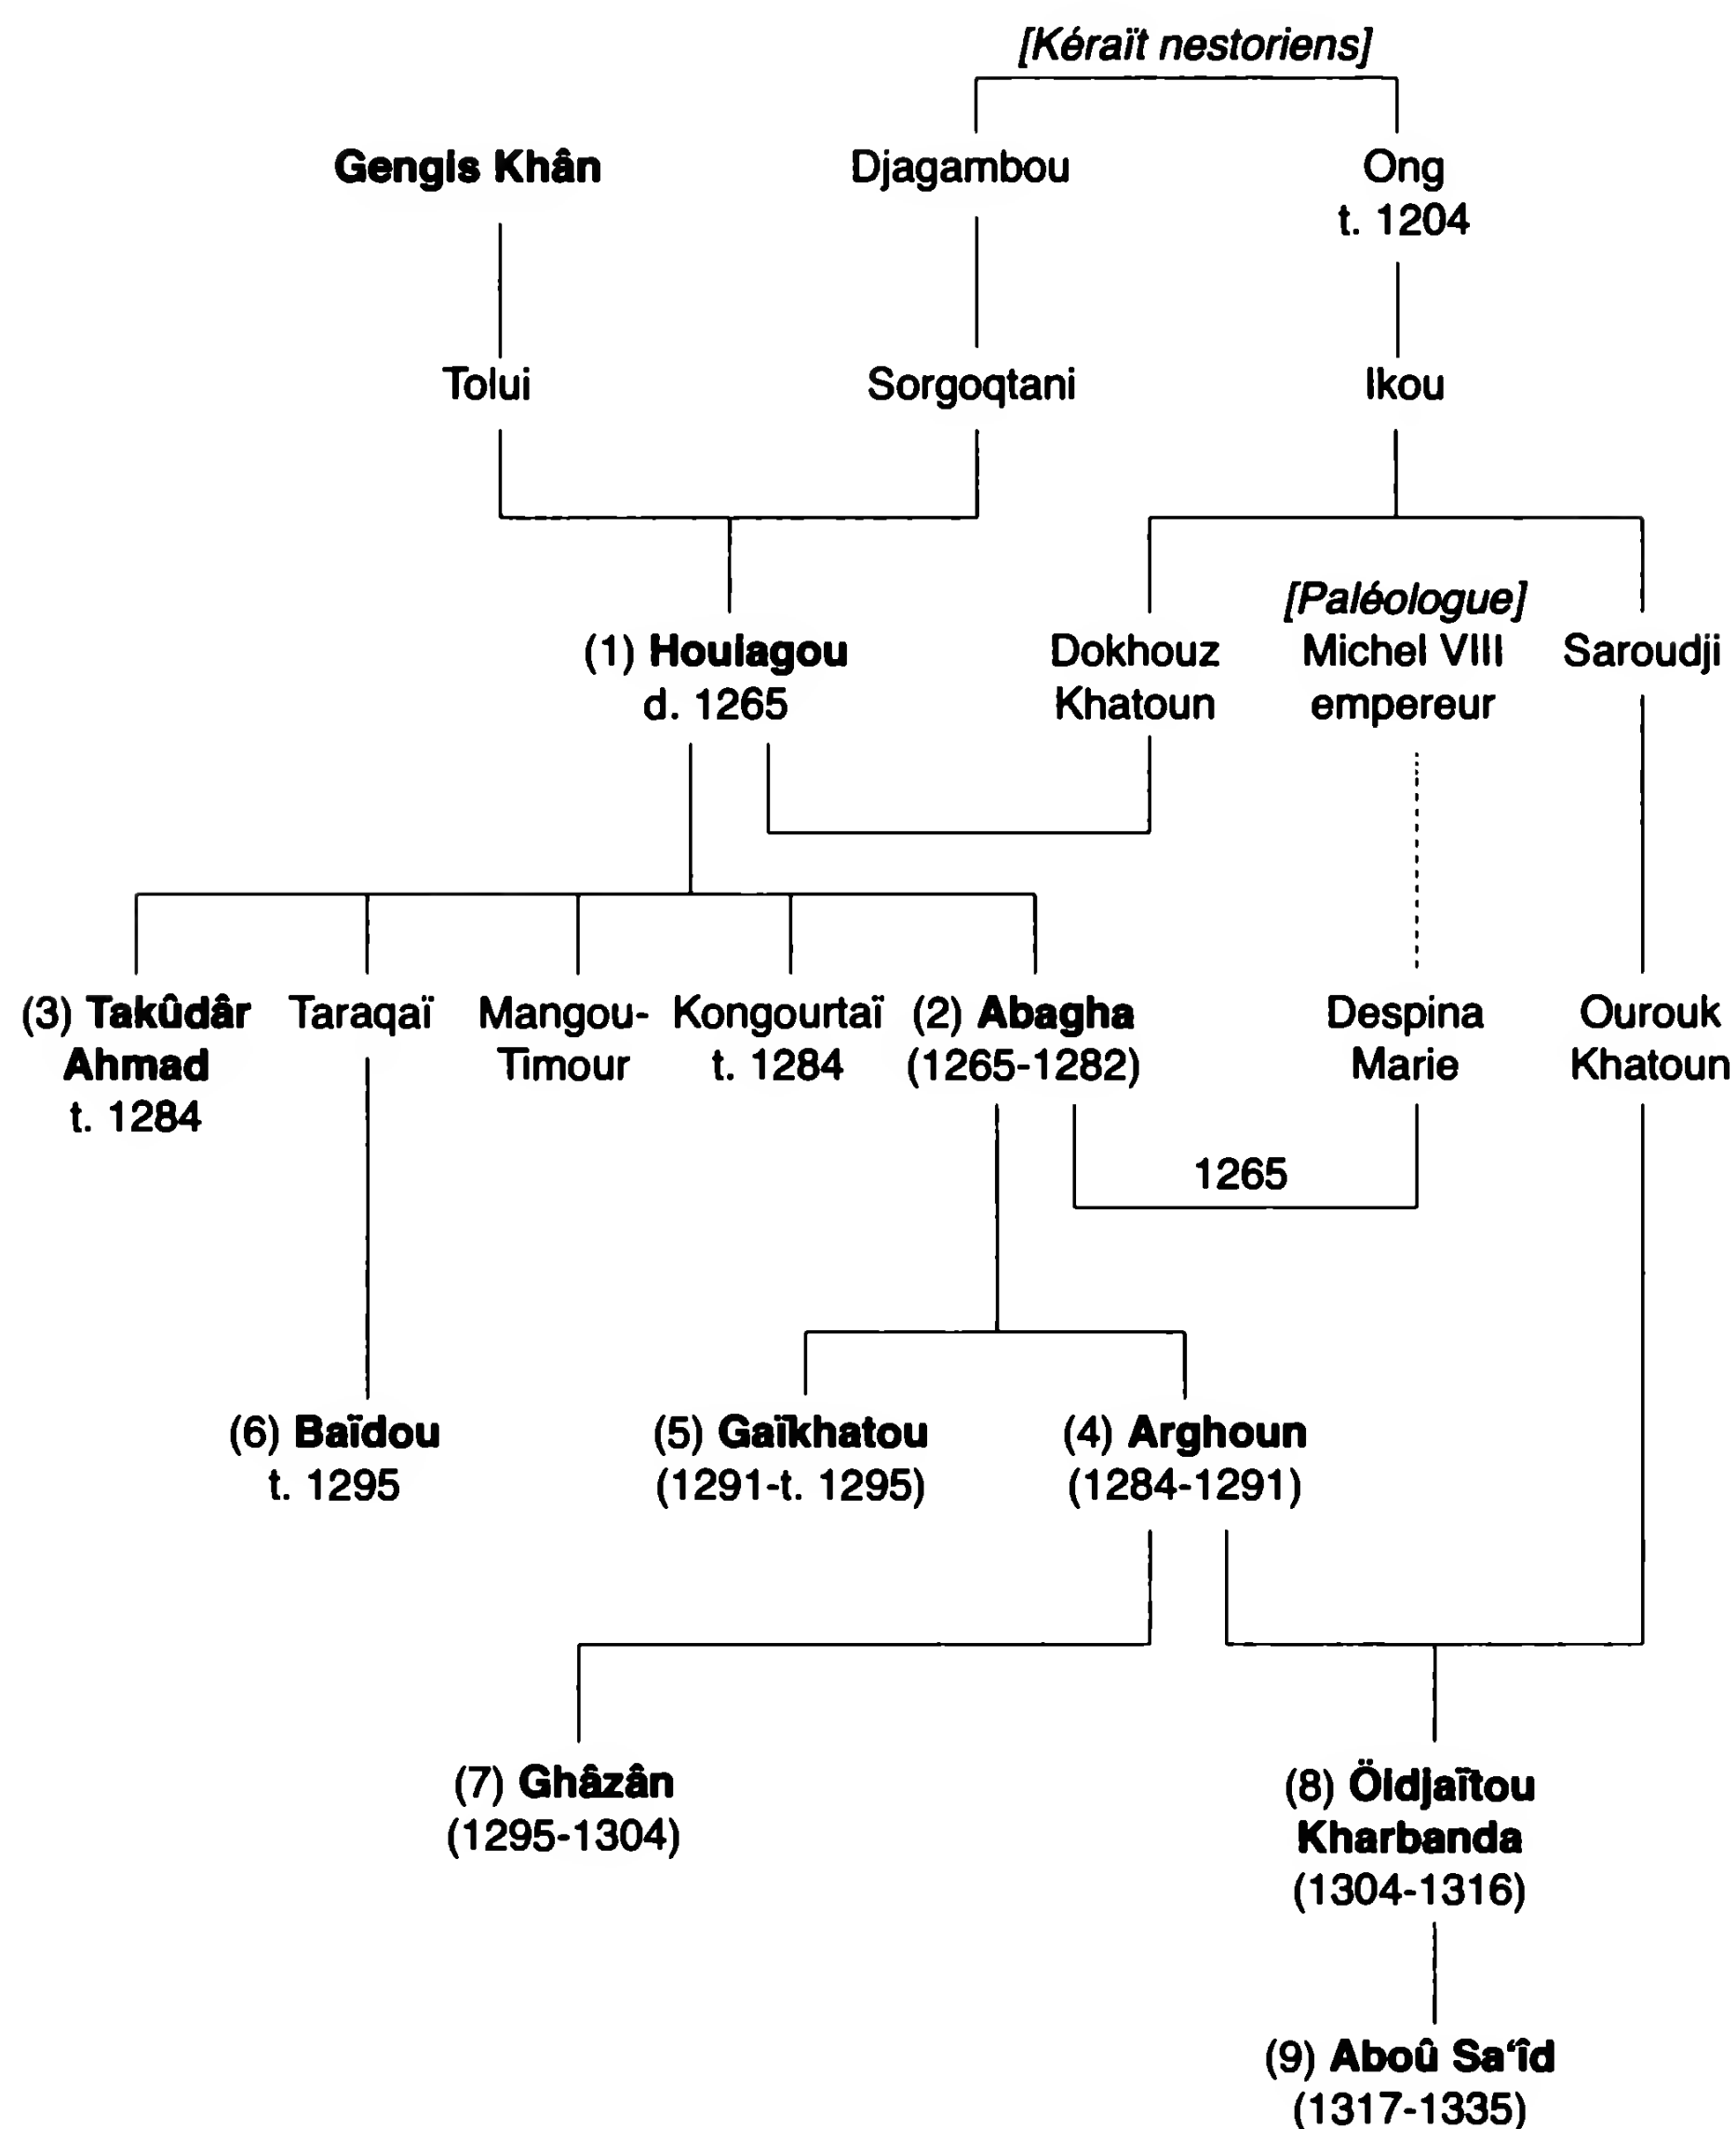 [Kéraït nestoriens]
Gengis Khân
Djagambou
Ong
t. 1204
Tolui
Sorgoqtani
Ikou
[Paléologue]
(1) Houlagou
d. 1265
Dokhouz
Khatoun
Michel VIII
empereur
Saroudji
(3) Takûdâr
Ahmad
t. 1284
Taraqaï
Mangou-
Timour
Kongourtaï
t. 1284
(2) Abagha
(1265-1282)
Despina
Marie
Ourouk
Khatoun
1265
(6) Baïdou
t. 1295
(5) Gaïkhatou
(1291-t. 1295)
(4) Arghoun
(1284-1291)
(7) Ghâzân
(1295-1304)
(8) Öldjaïtou
Kharbanda
(1304-1316)
(9) Aboû Sa‘îd
(1317-1335)